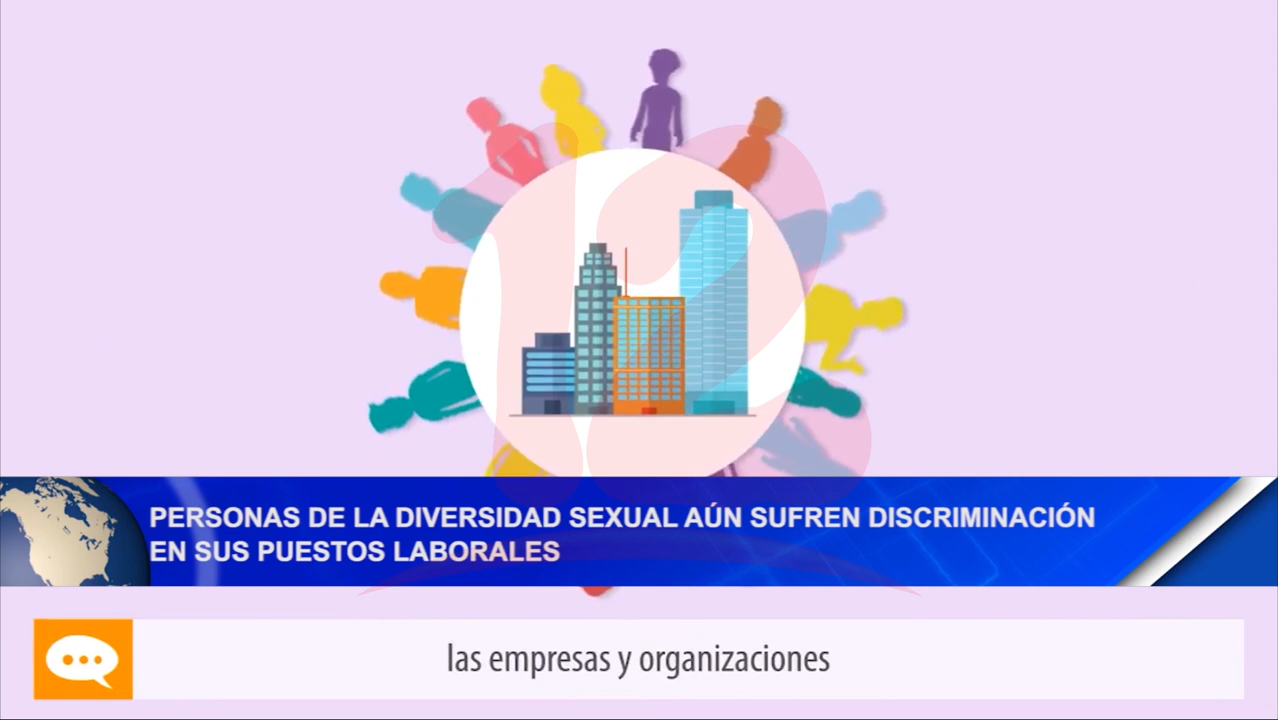 PERSONAS DE LA DIVERSIDAD SEXUAL AÚN SUFREN DISCRIMINACIÓN
EN SUS PUESTOS LABORALES
las empresas y organizaciones